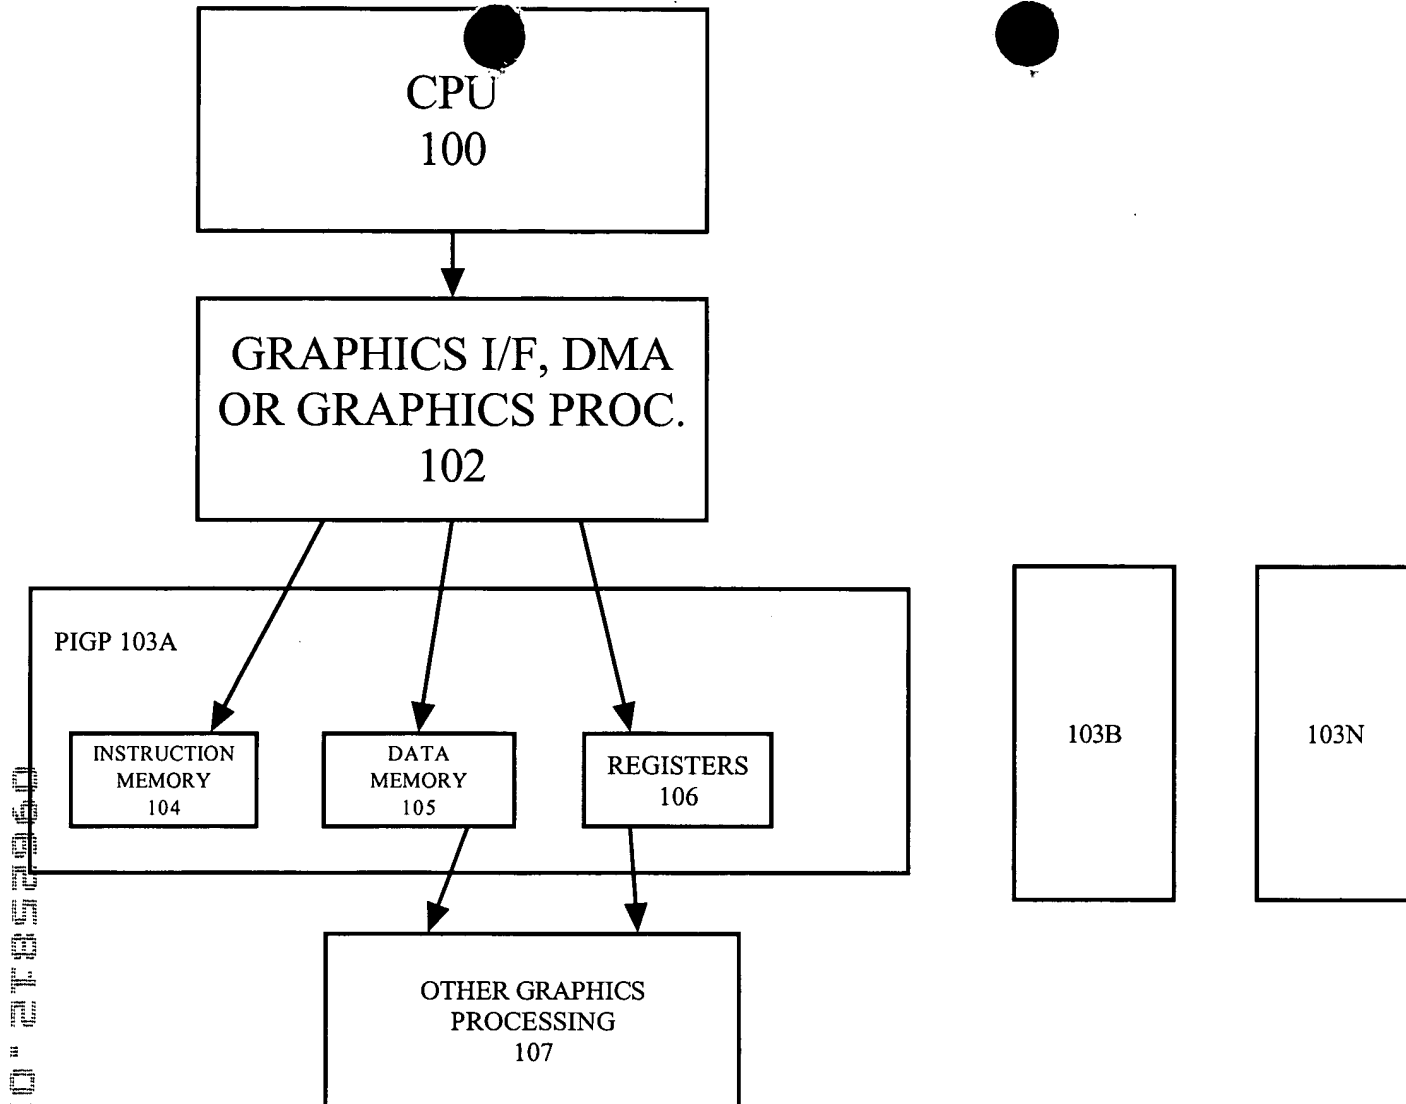 CPU
100
GRAPHICS I/F, DMA
OR GRAPHICS PROC.
102
PIGP 103A
INSTRUCTION
MEMORY
104
DATA
MEMORY
105
REGISTERS
106
103B
103N
OTHER GRAPHICS
PROCESSING
107